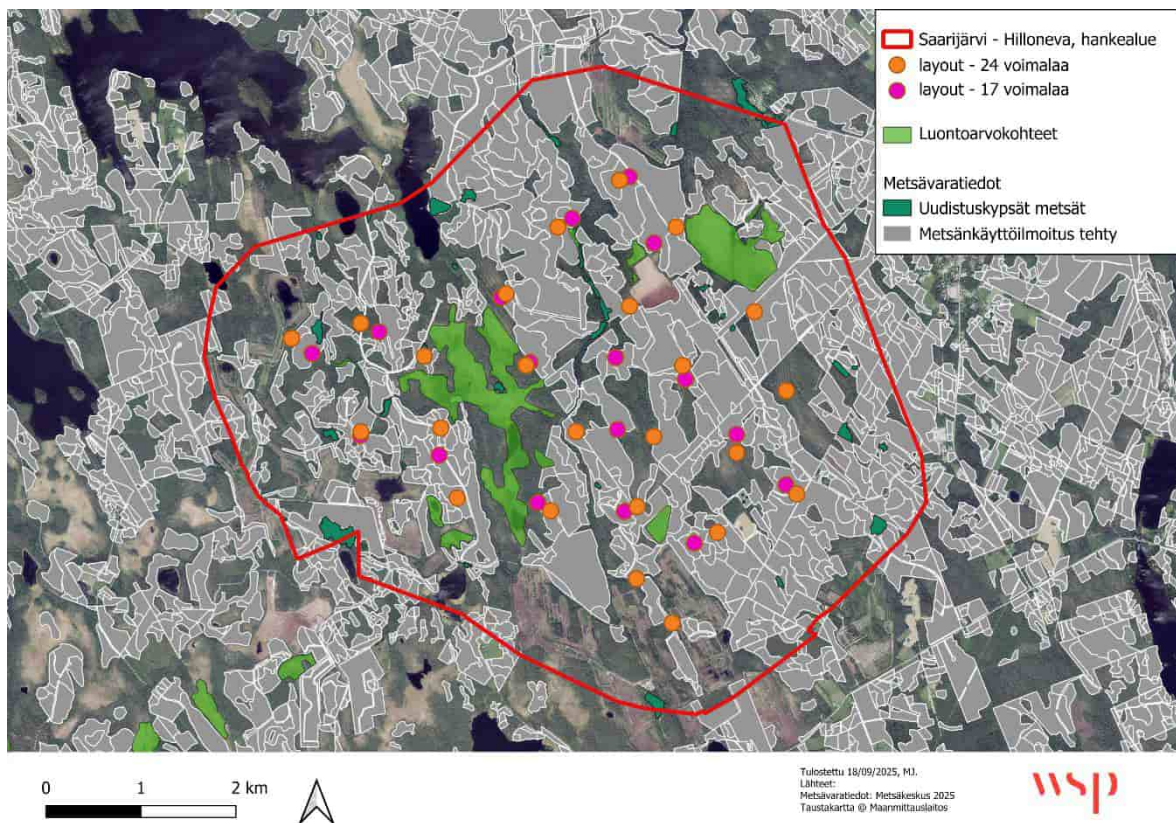 Saarijärvi - Hilloneva, hankealue
layout - 24 voimalaa
layout - 17 voimalaa
Luontoarvokohteet
Metsävaratiedot
Uudistuskypsät metsät
Metsänkäyttöilmoitus tehty
0 1 2 km
Tulostettu 18/09/2025, MJ.
Lähteet:
Metsävaratiedot: Metsäkeskus 2025
Taustakartta @ Maanmittauslaitos
wsp